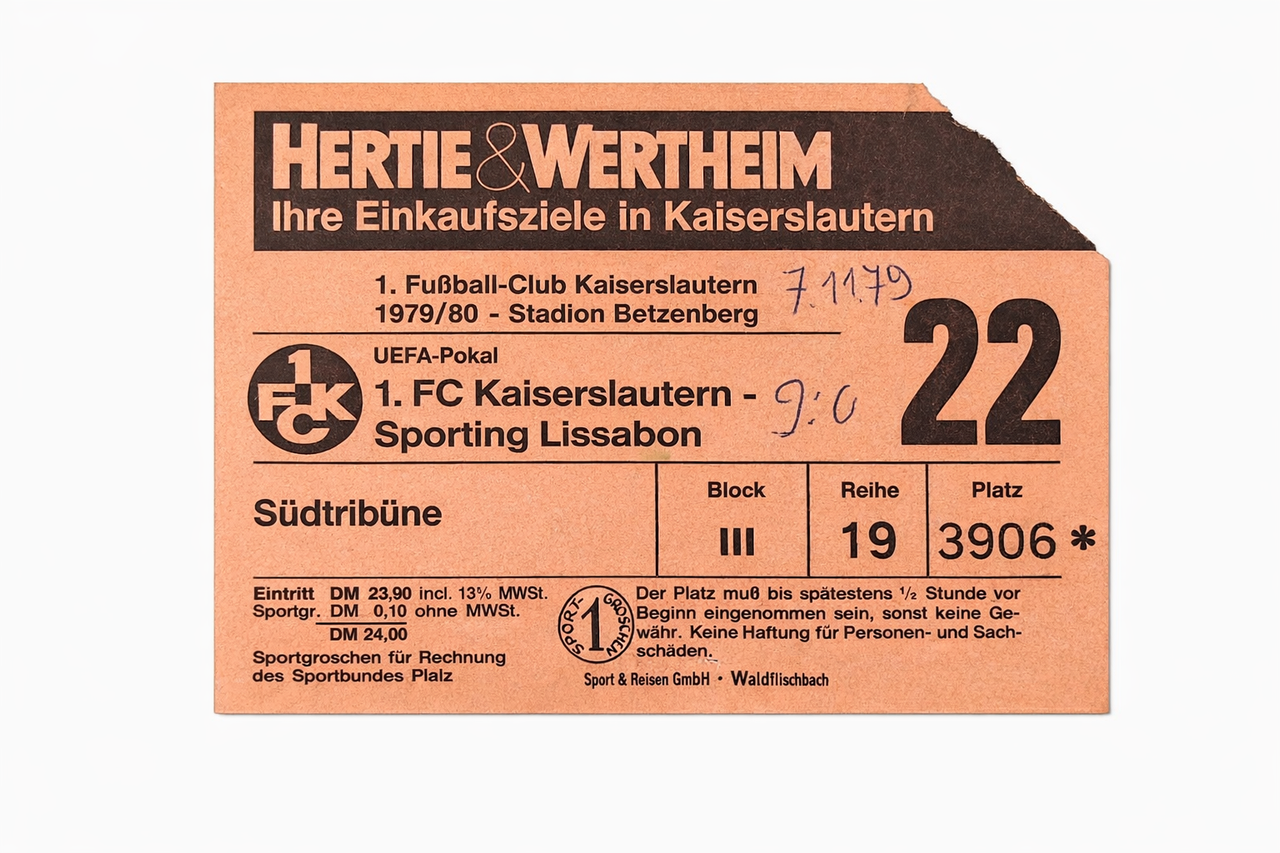 HERTIE & WERTHEIM
Ihre Einkaufsziele in Kaiserslautern
1. Fußball-Club Kaiserslautern 7.11.79
1979/80 - Stadion Betzenberg
22
1 FCK
UEFA-Pokal
1. FC Kaiserslautern - 9:0
Sporting Lissabon
Südtribüne
Block Reihe Platz
III 19 3906 *
Eintritt DM 23,90 incl. 13% MWSt.
Sportgr. DM 0,10 ohne MWSt.
DM 24,00
Sportgroschen für Rechnung
des Sportbundes Plalz
SPORT- 1 GROSCHEN
Der Platz muß bis spätestens ½ Stunde vor
Beginn eingenommen sein, sonst keine Ge-
währ. Keine Haftung für Personen- und Sach-
schäden.
Sport & Reisen GmbH · Waldflischbach